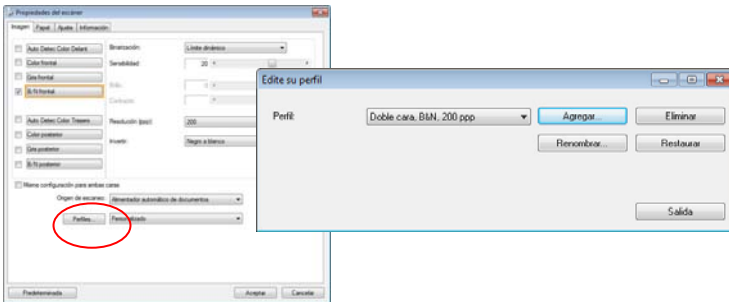 Propiedades del escáner
Imagen Papel Ajuste Información
Auto Detec Color Delant
Color frontal
Gris frontal
B/N frontal
Auto Detec Color Trasero
Color posterior
Gris posterior
B/N posterior
Binarización: Límite dinámico
Sensibilidad: 20
Brillo: 0
Contraste:
Resolución (ppp): 200
Invertir: Negro a blanco
Misma configuración para ambas caras
Origen de escaneo: Alimentador automático de documentos
Perfiles... Personalizado
Predeterminada Aceptar Cancelar
Edite su perfil
Perfil: Doble cara, B&N, 200 ppp Agregar... Eliminar
Renombrar... Restaurar
Salida